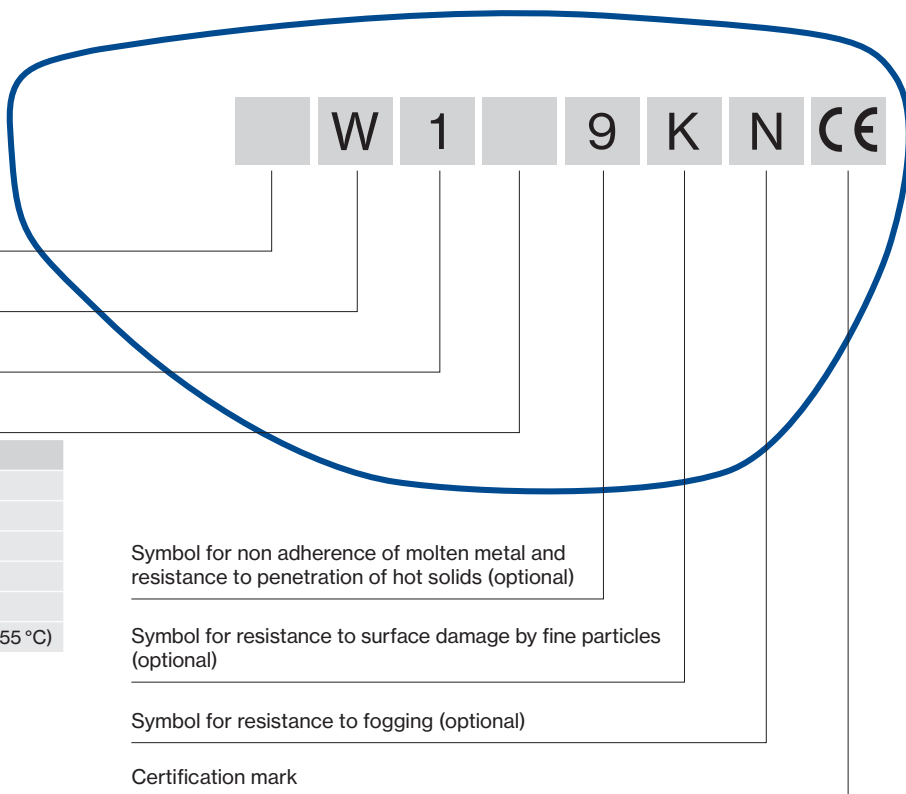 W 1 9 K N CE
55 °C)
Symbol for non adherence of molten metal and
resistance to penetration of hot solids (optional)
Symbol for resistance to surface damage by fine particles
(optional)
Symbol for resistance to fogging (optional)
Certification mark